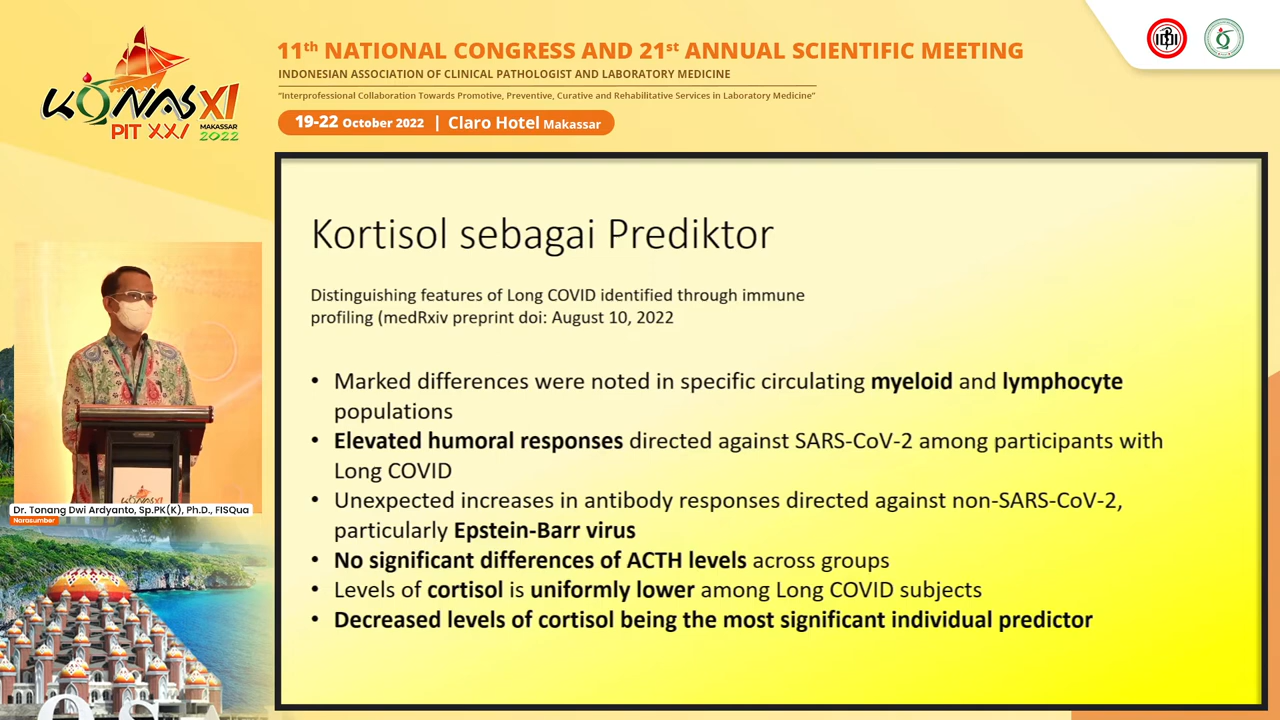 11th NATIONAL CONGRESS AND 21st ANNUAL SCIENTIFIC MEETING
INDONESIAN ASSOCIATION OF CLINICAL PATHOLOGIST AND LABORATORY MEDICINE
"Interprofessional Collaboration Towards Promotive, Preventive, Curative and Rehabilitative Services in Laboratory Medicine"
19-22 October 2022 | Claro Hotel Makassar
KONAS XI
PIT XXI MAKASSAR
2022
Kortisol sebagai Prediktor
Distinguishing features of Long COVID identified through immune
profiling (medRxiv preprint doi: August 10, 2022
• Marked differences were noted in specific circulating myeloid and lymphocyte
populations
• Elevated humoral responses directed against SARS-CoV-2 among participants with
Long COVID
• Unexpected increases in antibody responses directed against non-SARS-CoV-2,
particularly Epstein-Barr virus
• No significant differences of ACTH levels across groups
• Levels of cortisol is uniformly lower among Long COVID subjects
• Decreased levels of cortisol being the most significant individual predictor
Dr. Tonang Dwi Ardyanto, Sp.PK(K), Ph.D., FISQua
Narasumber